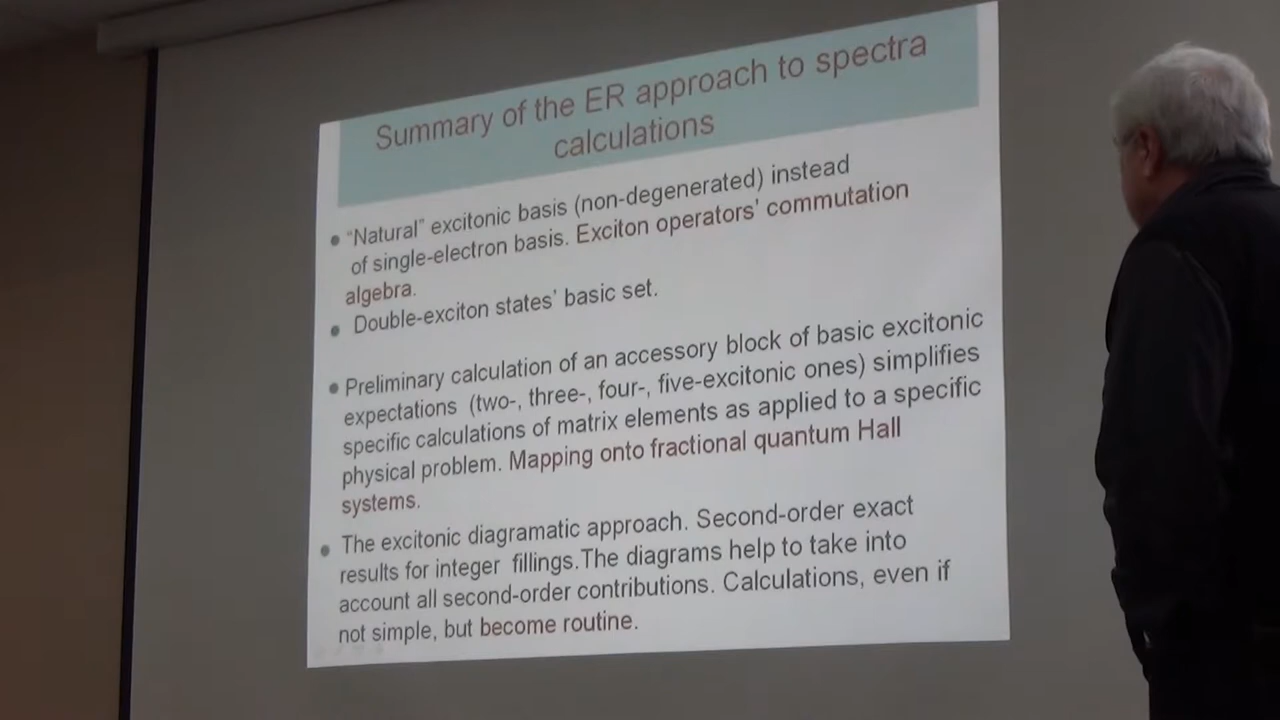 Summary of the ER approach to spectra
calculations
• "Natural" excitonic basis (non-degenerated) instead
of single-electron basis. Exciton operators' commutation
algebra.
• Double-exciton states' basic set.
• Preliminary calculation of an accessory block of basic excitonic
expectations (two-, three-, four-, five-excitonic ones) simplifies
specific calculations of matrix elements as applied to a specific
physical problem. Mapping onto fractional quantum Hall
systems.
• The excitonic diagramatic approach. Second-order exact
results for integer fillings.The diagrams help to take into
account all second-order contributions. Calculations, even if
not simple, but become routine.